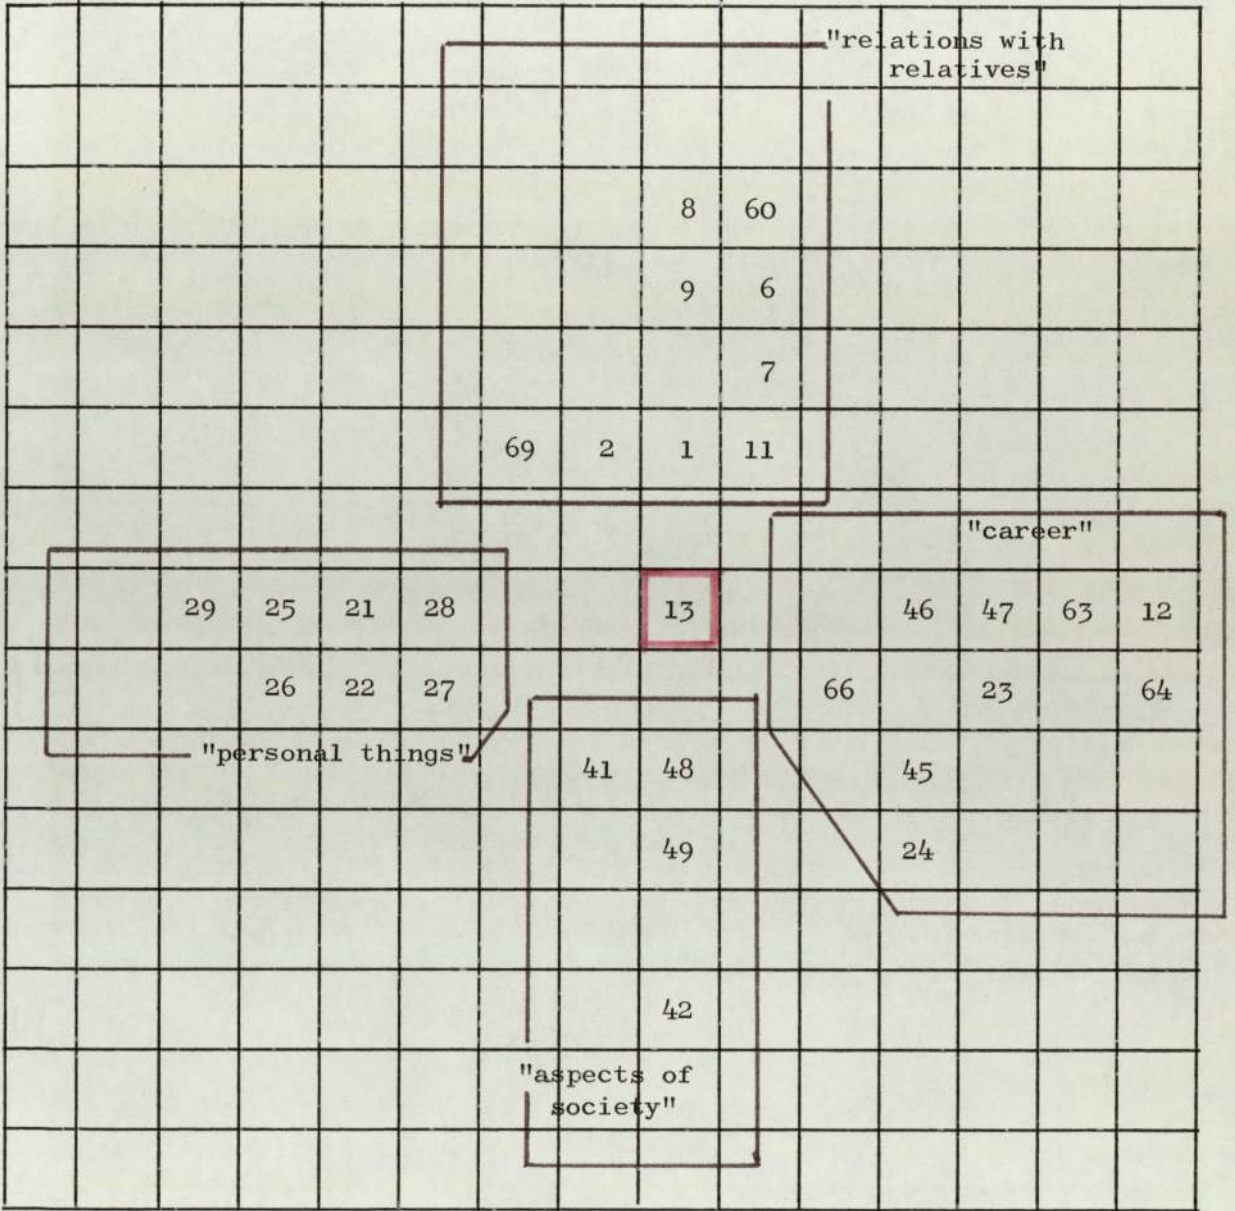 "relations with
relatives"
8 60
9 6
7
69 2 1 11
"career"
29 25 21 28 13 46 47 63 12
26 22 27 66 23 64
"personal things"
41 48 45
49 24
42
"aspects of
society"